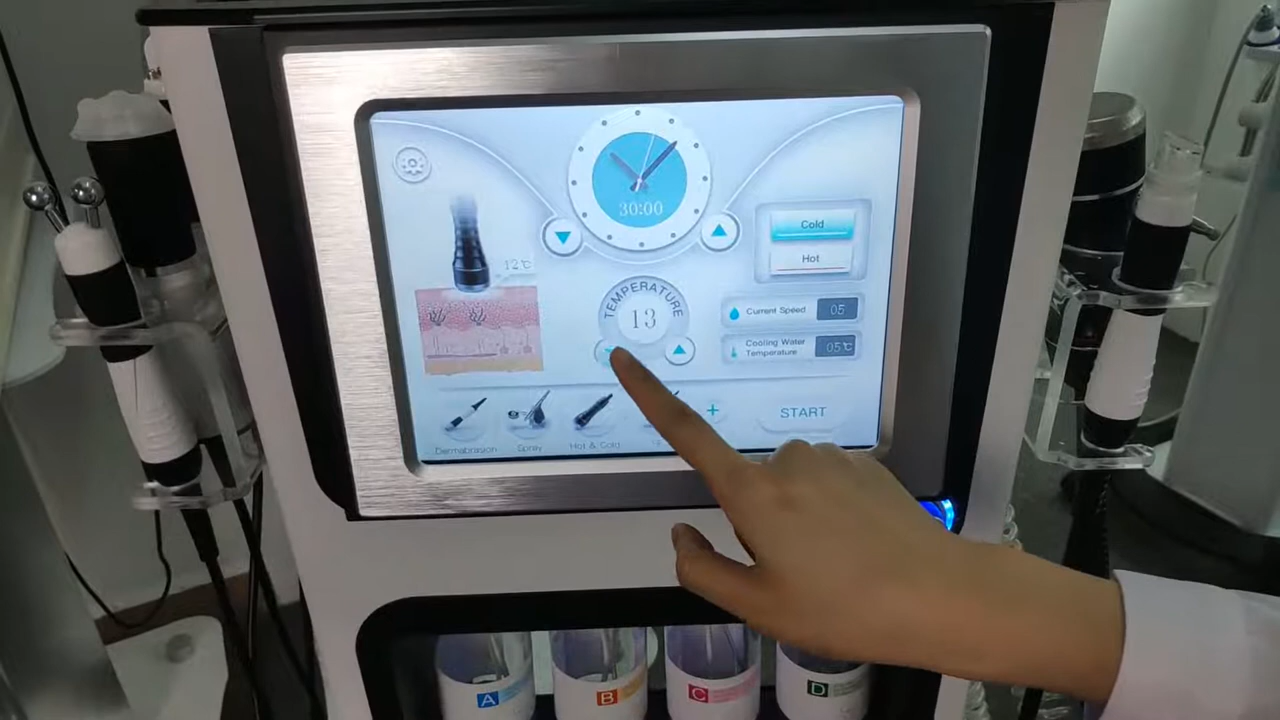 30:00
Cold
12℃
Hot
TEMPERATURE
13
Current Speed
05
Cooling Water
Temperature
05℃
START
Dermabrasion
Spray
Hot & Cold
A
B
C
D